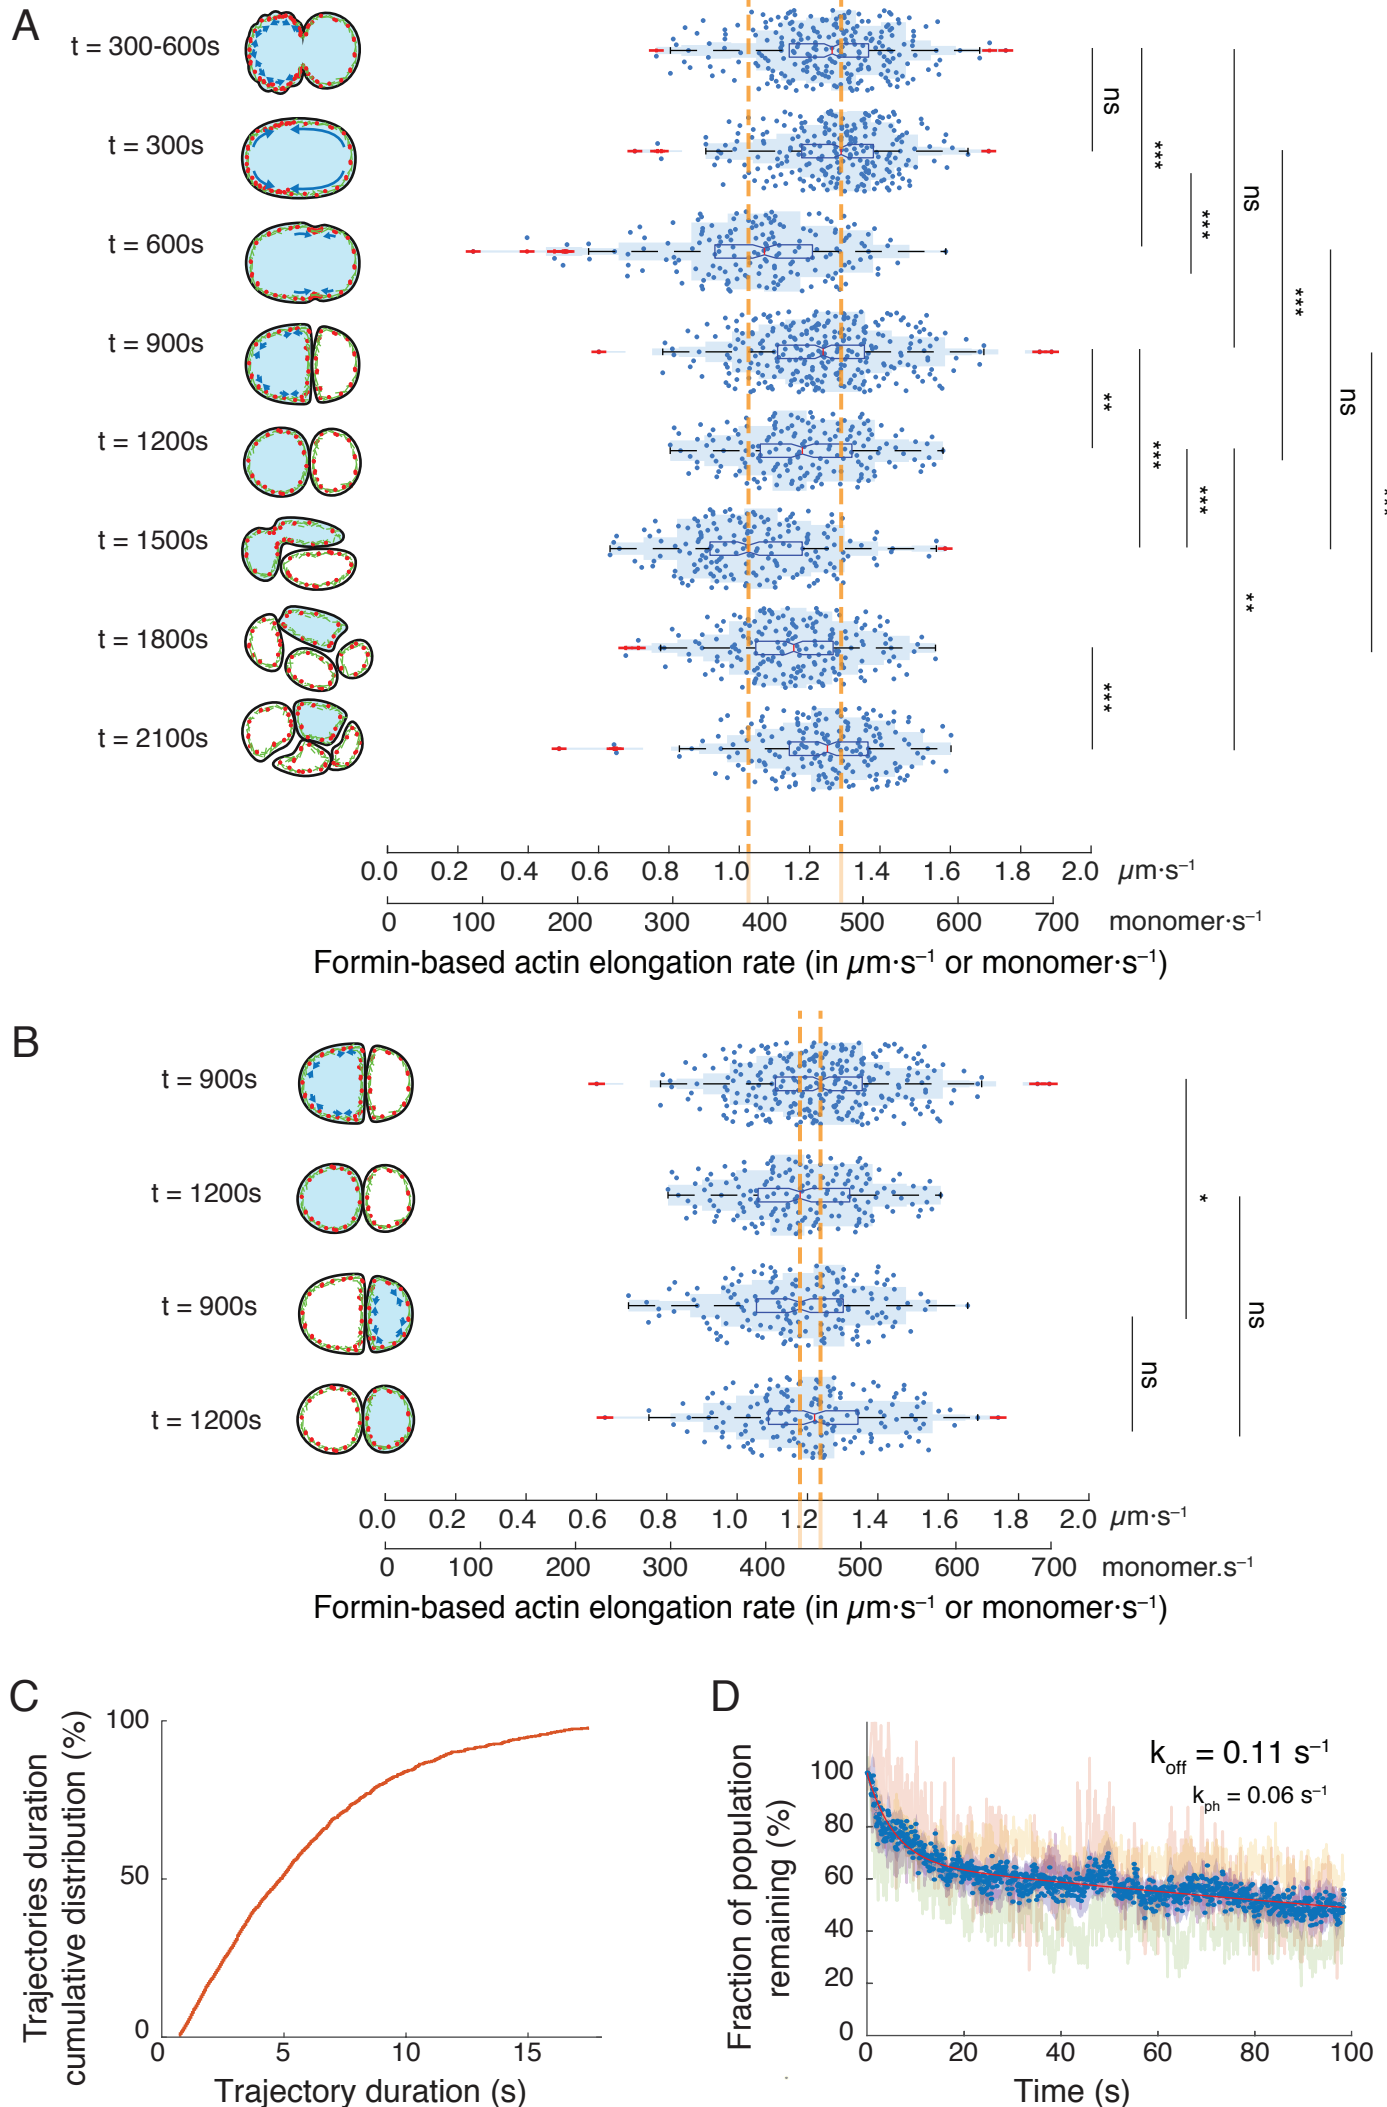 A
t = 300-600s
ns
t = 300s
***
ns
t = 600s
***
***
t = 900s
ns
**
t = 1200s
***
***
***
t = 1500s
**
t = 1800s
***
t = 2100s
0.0 0.2 0.4 0.6 0.8 1.0 1.2 1.4 1.6 1.8 2.0 µm·s⁻¹
0 100 200 300 400 500 600 700 monomer·s⁻¹
Formin-based actin elongation rate (in µm·s⁻¹ or monomer·s⁻¹)
B
t = 900s
t = 1200s
*
t = 900s
ns
ns
t = 1200s
0.0 0.2 0.4 0.6 0.8 1.0 1.2 1.4 1.6 1.8 2.0 µm·s⁻¹
0 100 200 300 400 500 600 700 monomer.s⁻¹
Formin-based actin elongation rate (in µm·s⁻¹ or monomer·s⁻¹)
C
Trajectories duration
cumulative distribution (%)
100
50
0
0 5 10 15
Trajectory duration (s)
D
Fraction of population
remaining (%)
k_off = 0.11 s⁻¹
k_ph = 0.06 s⁻¹
100
80
60
40
20
0
0 20 40 60 80 100
Time (s)